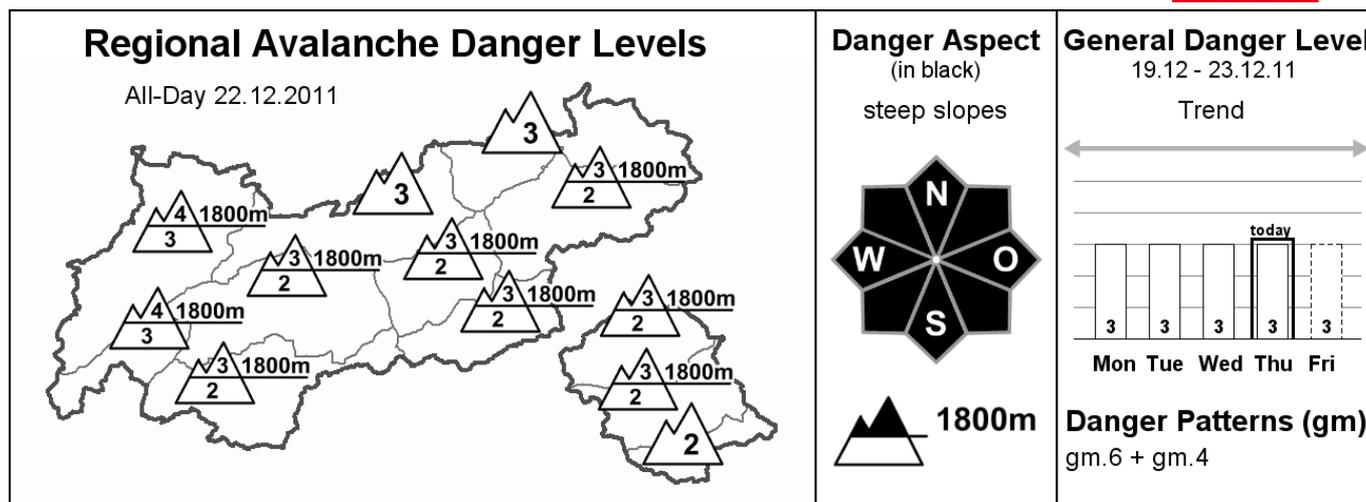 Regional Avalanche Danger Levels
All-Day 22.12.2011
3
3
3 1800m
2
4 1800m
3
3 1800m
2
3 1800m
2
3 1800m
2
4 1800m
3
3 1800m
2
3 1800m
2
3 1800m
2
2
Danger Aspect
(in black)
steep slopes
N
W O
S
1800m
General Danger Level
19.12 - 23.12.11
Trend
today
3 3 3 3 3
Mon Tue Wed Thu Fri
Danger Patterns (gm)
gm.6 + gm.4